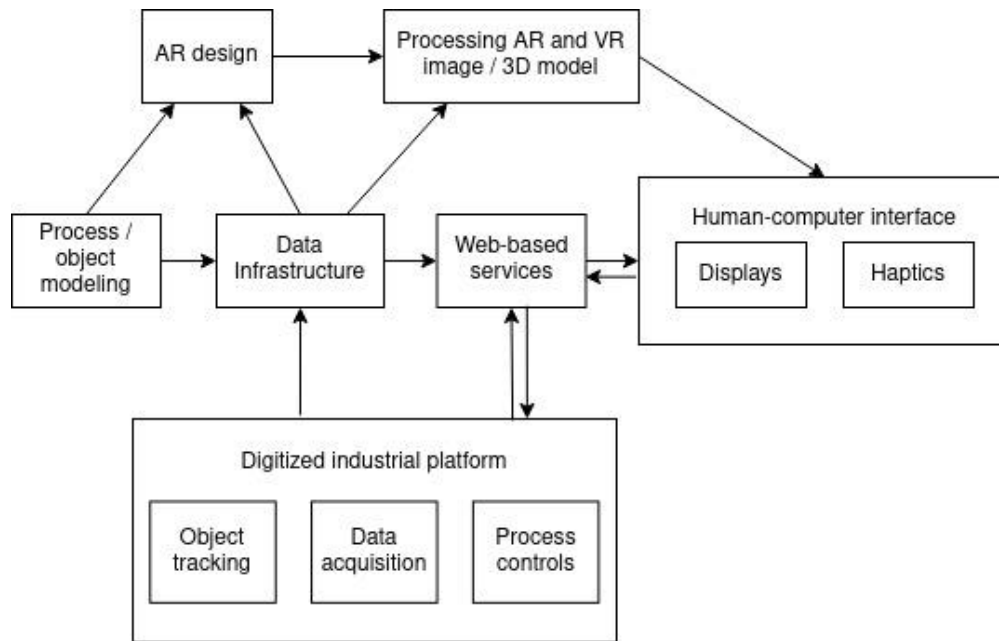 AR design
Processing AR and VR
image / 3D model
Process /
object
modeling
Data
Infrastructure
Web-based
services
Human-computer interface
Displays
Haptics
Digitized industrial platform
Object
tracking
Data
acquisition
Process
controls